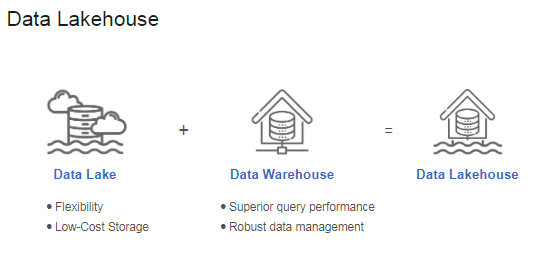 Data Lakehouse
+
=
Data Lake
Data Warehouse
Data Lakehouse
• Flexibility
• Low-Cost Storage
• Superior query performance
• Robust data management